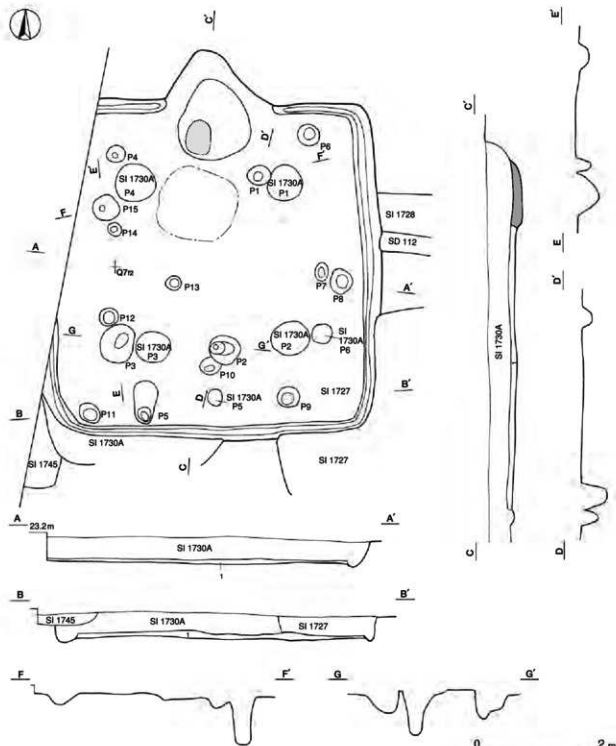 C'
E'
C'
P6
D'
F'
P4
E'
SI 1730A
P4
P1
SI 1730A
P1
F
P15
P14
SI 1728
SD 112
A
E
D'
Q7f2
P13
P7
P8
A'
P12
G
SI 1730A
P3
P3
P2
P10
G'
SI 1730A
P2
SI
1730A
P6
SI 1730A
E
D
SI 1730A
P5
P9
SI 1727
B'
P11
P5
B
SI 1730A
SI 1745
C
SI 1727
C
D
A
23.2m
A'
SI 1730A
1
B
B'
SI 1745
SI 1730A
SI 1727
1
F
F'
G
G'
0
2m